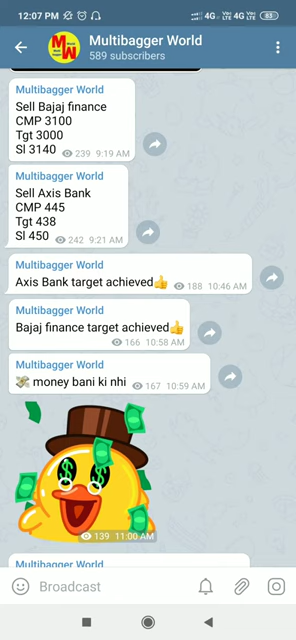 12:07 PM 4G 4G 63
Multibagger World
589 subscribers
Multibagger World
Sell Bajaj finance
CMP 3100
Tgt 3000
Sl 3140 239 9:19 AM
Multibagger World
Sell Axis Bank
CMP 445
Tgt 438
Sl 450 242 9:21 AM
Multibagger World
Axis Bank target achieved👍 188 10:46 AM
Multibagger World
Bajaj finance target achieved👍
166 10:58 AM
Multibagger World
💸 money bani ki nhi 167 10:59 AM
139 11:00 AM
Multibagger World
Broadcast